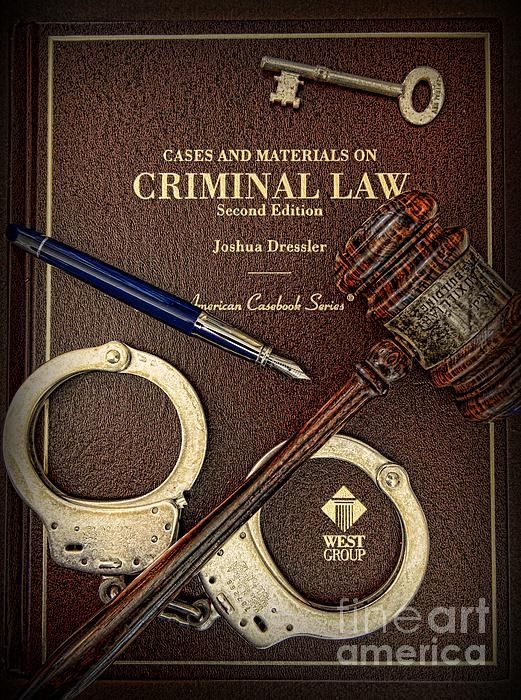 CASES AND MATERIALS ON
CRIMINAL LAW
Second Edition
Joshua Dressler
American Casebook Series®
WEST
GROUP
fineart
america